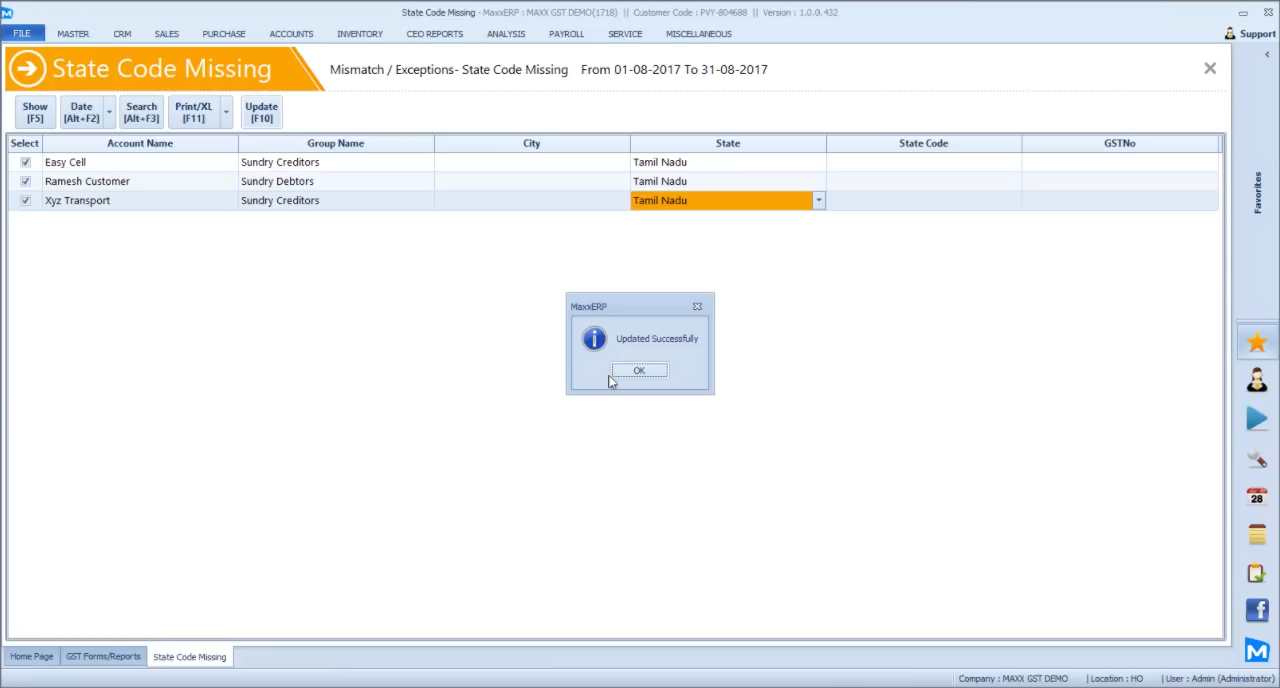 State Code Missing - MaxxERP : MAXX GST DEMO(1718) || Customer Code : PVY-804688 || Version : 1.0.0.432
FILE MASTER CRM SALES PURCHASE ACCOUNTS INVENTORY CEO REPORTS ANALYSIS PAYROLL SERVICE MISCELLANEOUS Support
State Code Missing Mismatch / Exceptions- State Code Missing From 01-08-2017 To 31-08-2017
Show Date Search Print/XL Update
[F5] [Alt+F2] [Alt+F3] [F11] [F10]
Select Account Name Group Name City State State Code GSTNo
Easy Cell Sundry Creditors Tamil Nadu
Ramesh Customer Sundry Debtors Tamil Nadu
Xyz Transport Sundry Creditors Tamil Nadu
Favorites
MaxxERP
Updated Successfully
OK
28
Home Page GST Forms/Reports State Code Missing
Company : MAXX GST DEMO | Location : HO | User : Admin (Administrator)